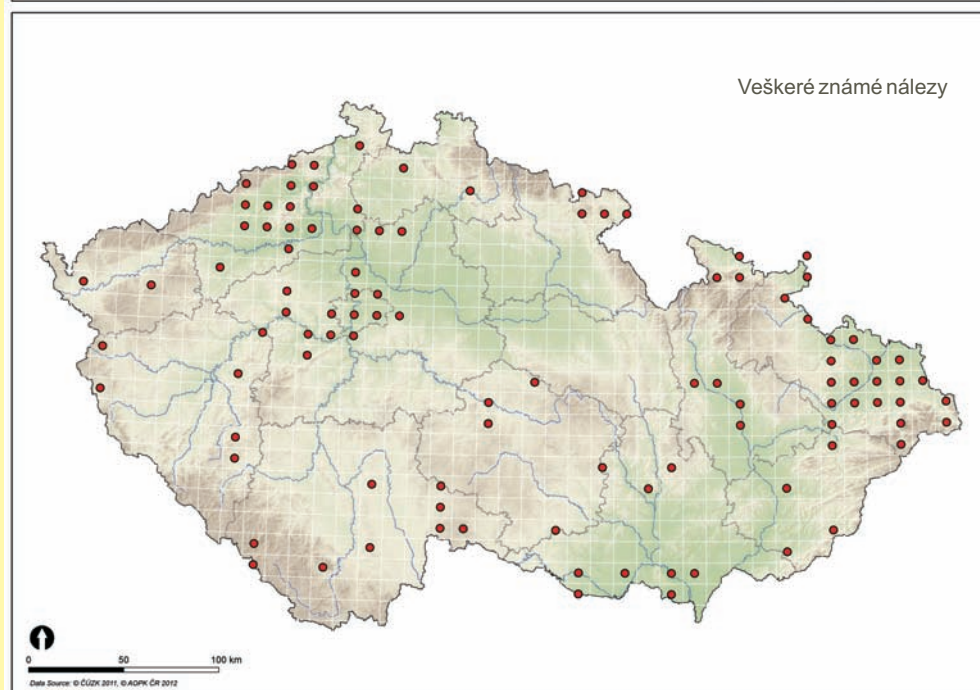 Veškeré známé nálezy
0 50 100 km
Data Source: © ČÚZK 2011, © AOPK ČR 2012